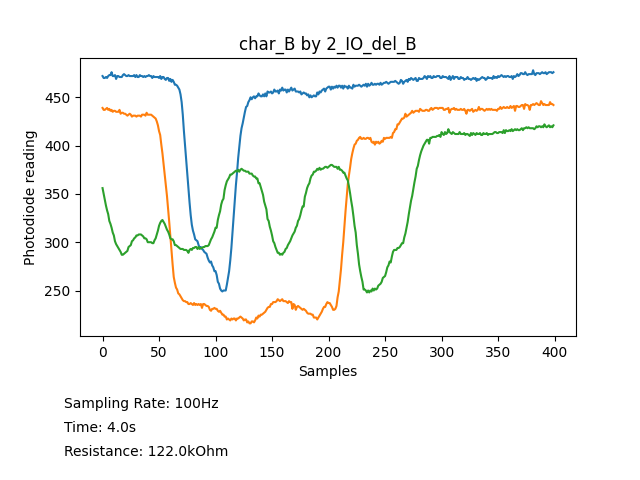 char_B by 2_IO_del_B
Photodiode reading
450
400
350
300
250
0 50 100 150 200 250 300 350 400
Samples
Sampling Rate: 100Hz
Time: 4.0s
Resistance: 122.0kOhm